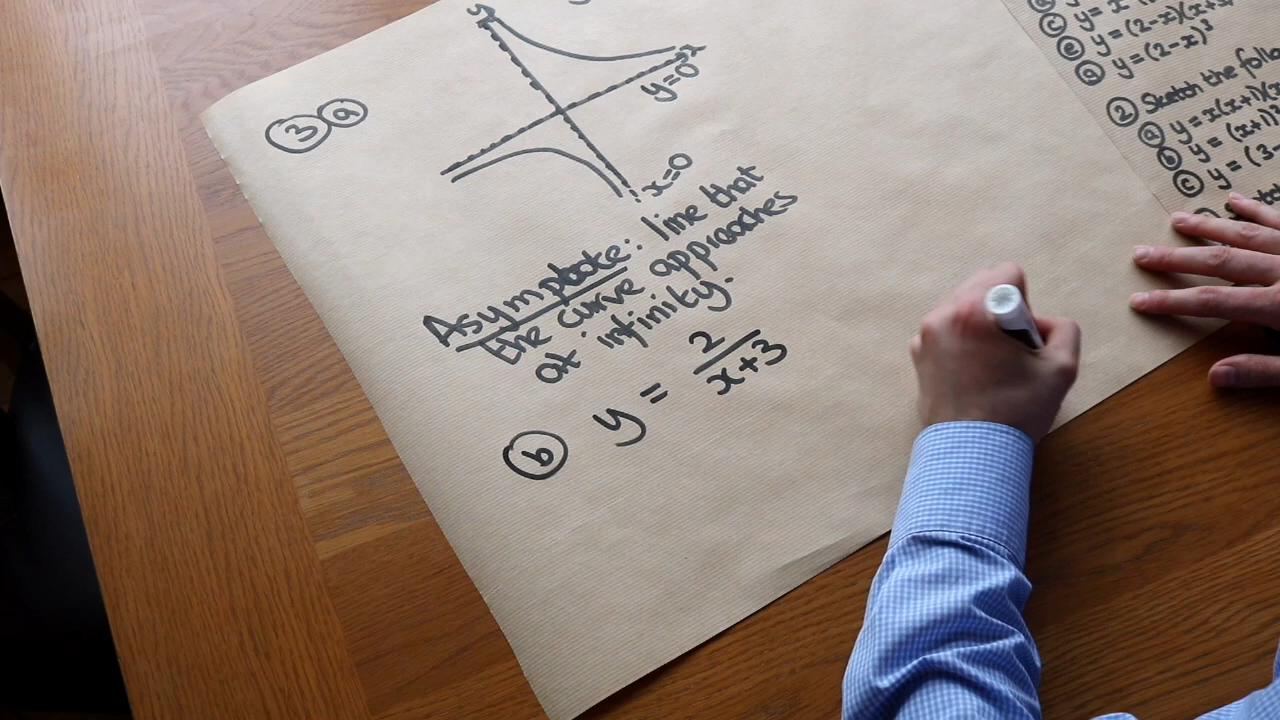 3 a
y
x
y=0
x=0
Asymptote: line that
the curve approaches
at infinity.
b y = 2/x+3
c y = x
e y = (2-x)(x+3
a y = (2-x)³
2 Sketch the follo
a y = x(x+1)(x
b y = (x+1)²
c y = (3-